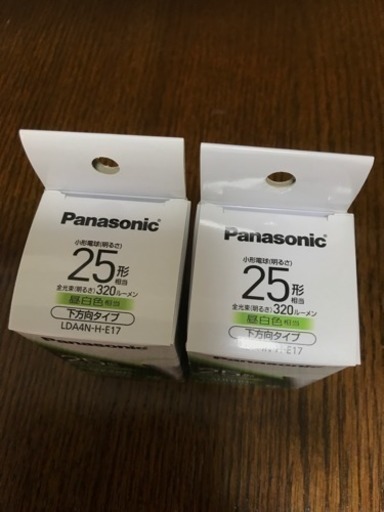 Panasonic
小形電球(明るさ)
25形
相当
全光束(明るさ)320ルーメン
昼白色相当
下方向タイプ
LDA4N-H-E17
Panasonic
小形電球(明るさ)
25形
相当
全光束(明るさ)320ルーメン
昼白色相当
下方向タイプ
N-H-E17